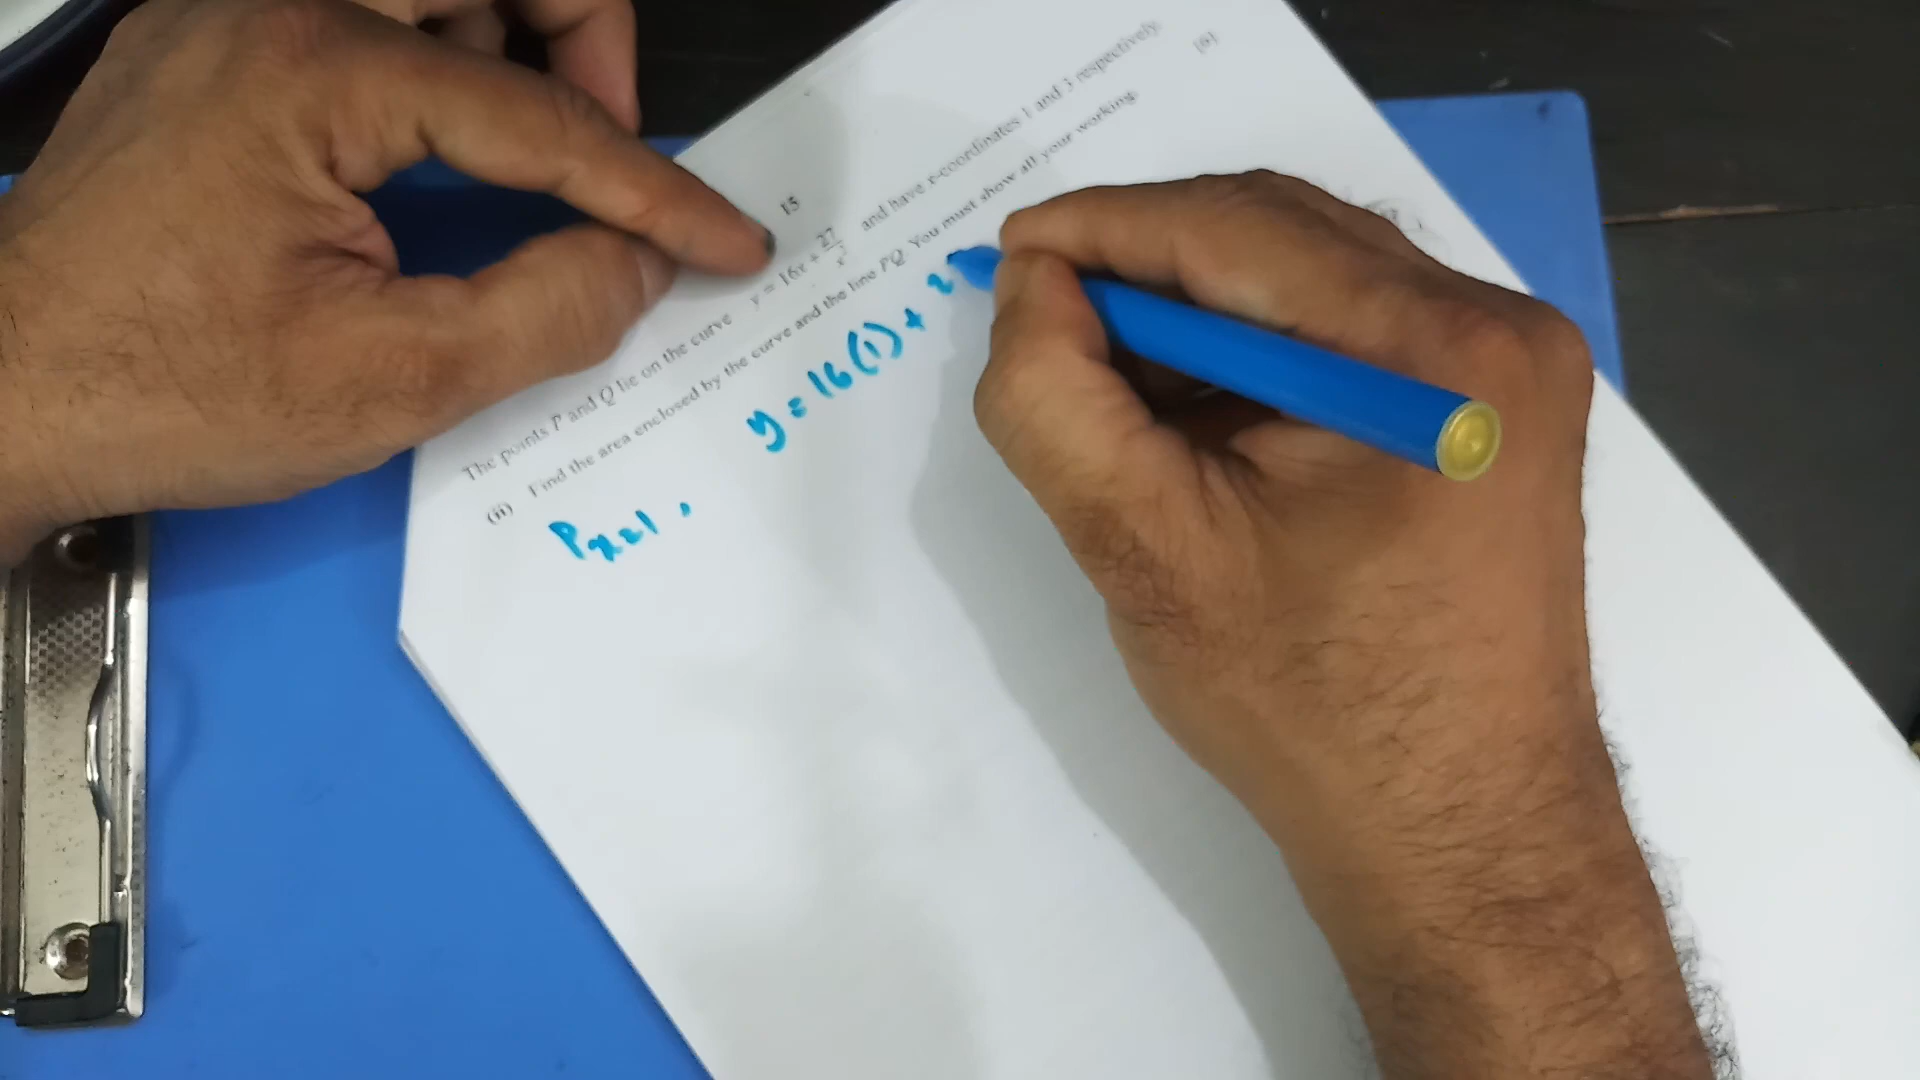 15
The points P and Q lie on the curve y = 16x + 27/x² and have x-coordinates 1 and 3 respectively.
(ii) Find the area enclosed by the curve and the line PQ. You must show all your working.
[6]
P x=1 , y = 16(1) + 2